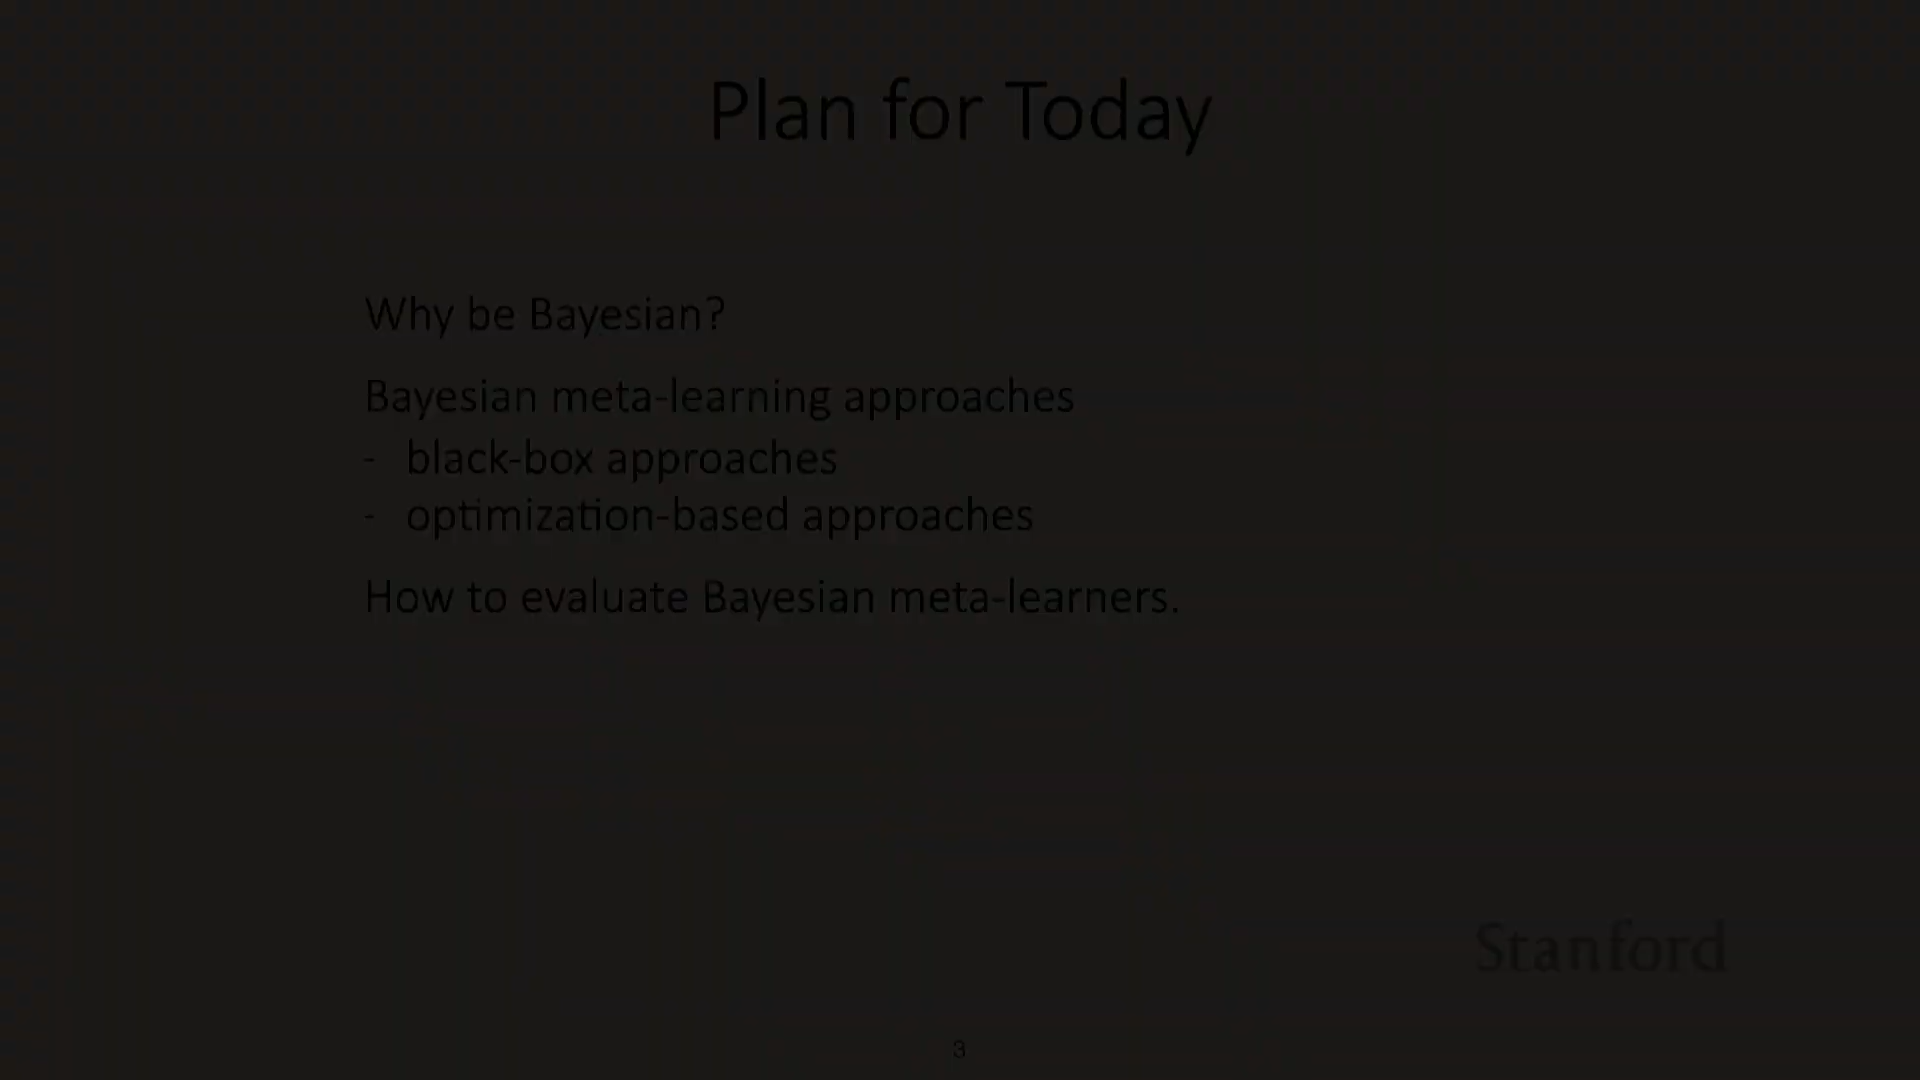 Plan for Today
Why be Bayesian?
Bayesian meta-learning approaches
- black-box approaches
- optimization-based approaches
How to evaluate Bayesian meta-learners.
Stanford
3